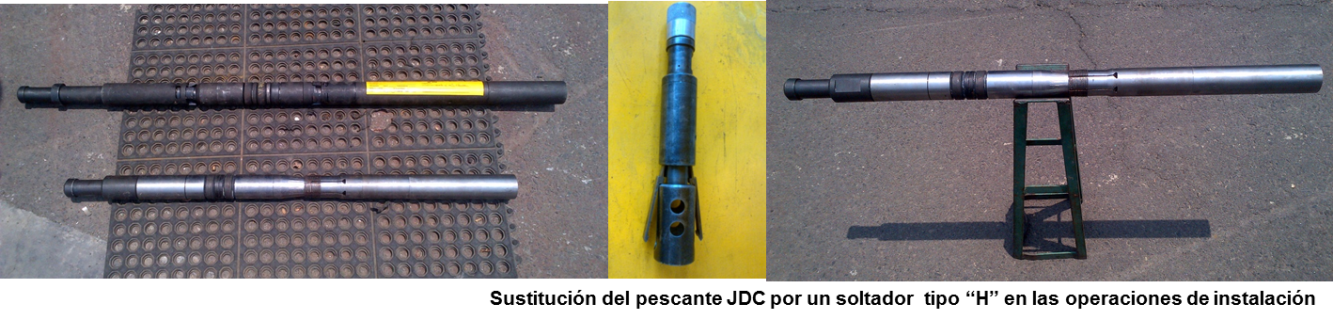 Sustitución del pescante JDC por un soltador tipo “H” en las operaciones de instalación